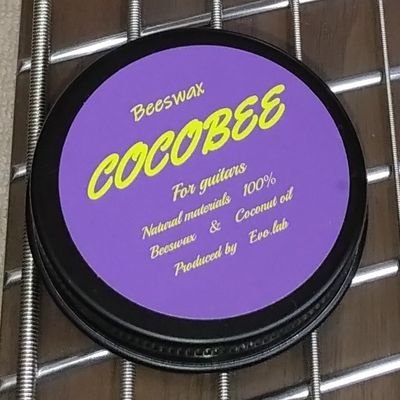 Beeswax
COCOBEE
For guitars
Natural materials 100%
Beeswax & Coconut oil
Produced by Evo.lab